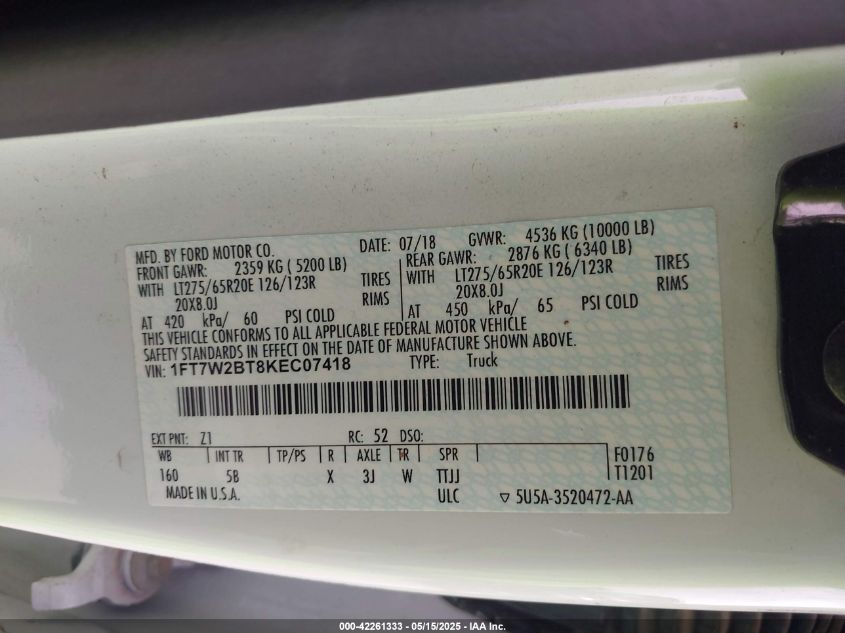 MFD. BY FORD MOTOR CO. DATE: 07/18 GVWR: 4536 KG (10000 LB)
FRONT GAWR: 2359 KG ( 5200 LB) REAR GAWR: 2876 KG ( 6340 LB)
WITH LT275/65R20E 126/123R TIRES WITH LT275/65R20E 126/123R TIRES
20X8.0J RIMS 20X8.0J RIMS
AT 420 kPa/ 60 PSI COLD AT 450 kPa/ 65 PSI COLD
THIS VEHICLE CONFORMS TO ALL APPLICABLE FEDERAL MOTOR VEHICLE
SAFETY STANDARDS IN EFFECT ON THE DATE OF MANUFACTURE SHOWN ABOVE.
VIN: 1FT7W2BT8KEC07418 TYPE: Truck
EXT PNT: Z1 RC: 52 DSO:
WB INT TR TP/PS R AXLE TR SPR F0176
160 5B X 3J W TTJJ T1201
MADE IN U.S.A. ULC ▽ 5U5A-3520472-AA
000-42261333 - 05/15/2025 - IAA Inc.